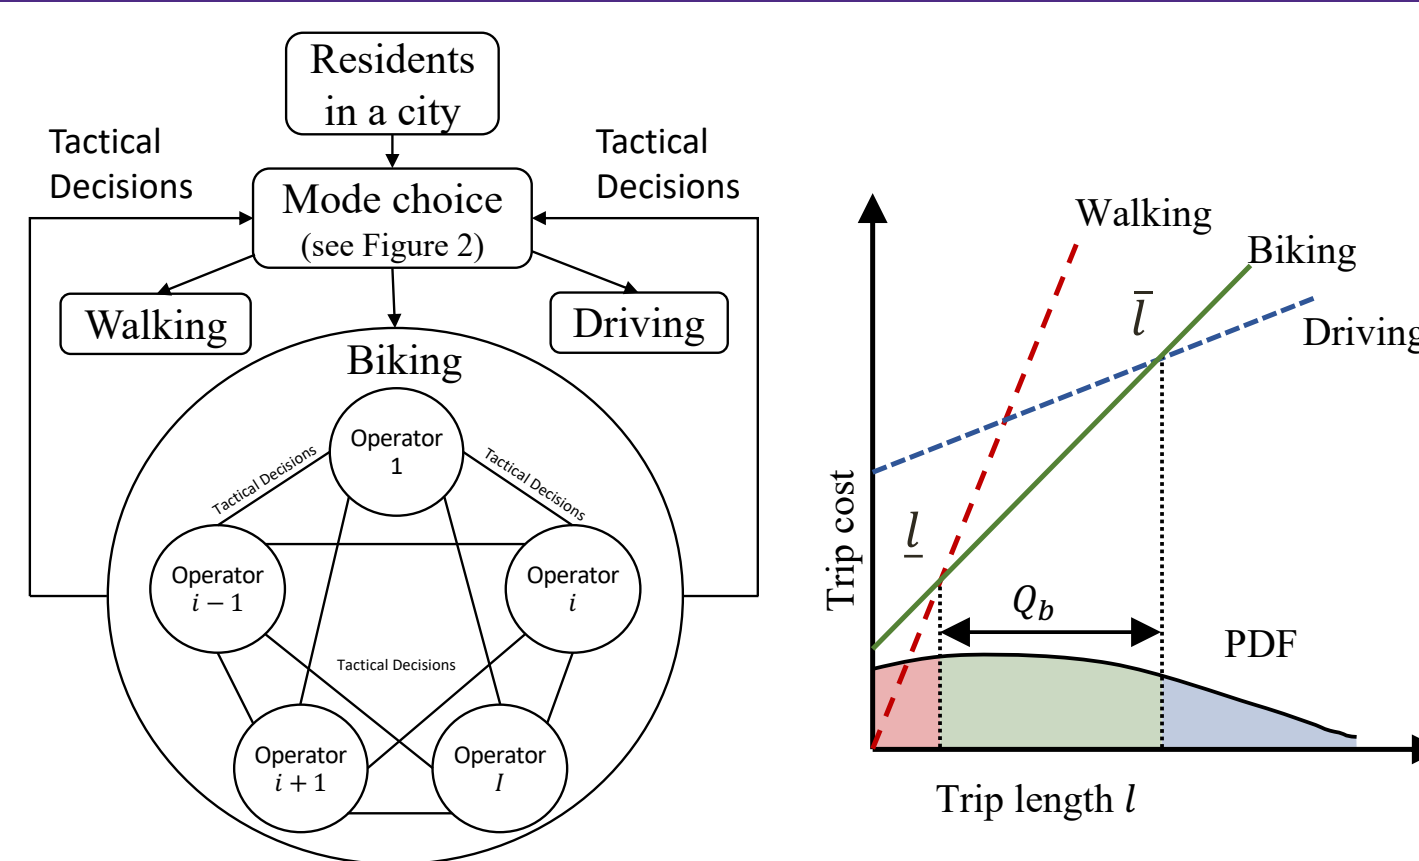 Residents
in a city
Tactical
Decisions
Tactical
Decisions
Mode choice
(see Figure 2)
Walking
Driving
Biking
Operator
1
Tactical Decisions
Tactical Decisions
Operator
i − 1
Operator
i
Tactical Decisions
Operator
i + 1
Operator
I
Walking
Biking
l̅
Driving
Trip cost
l̲
Q_b
PDF
Trip length l